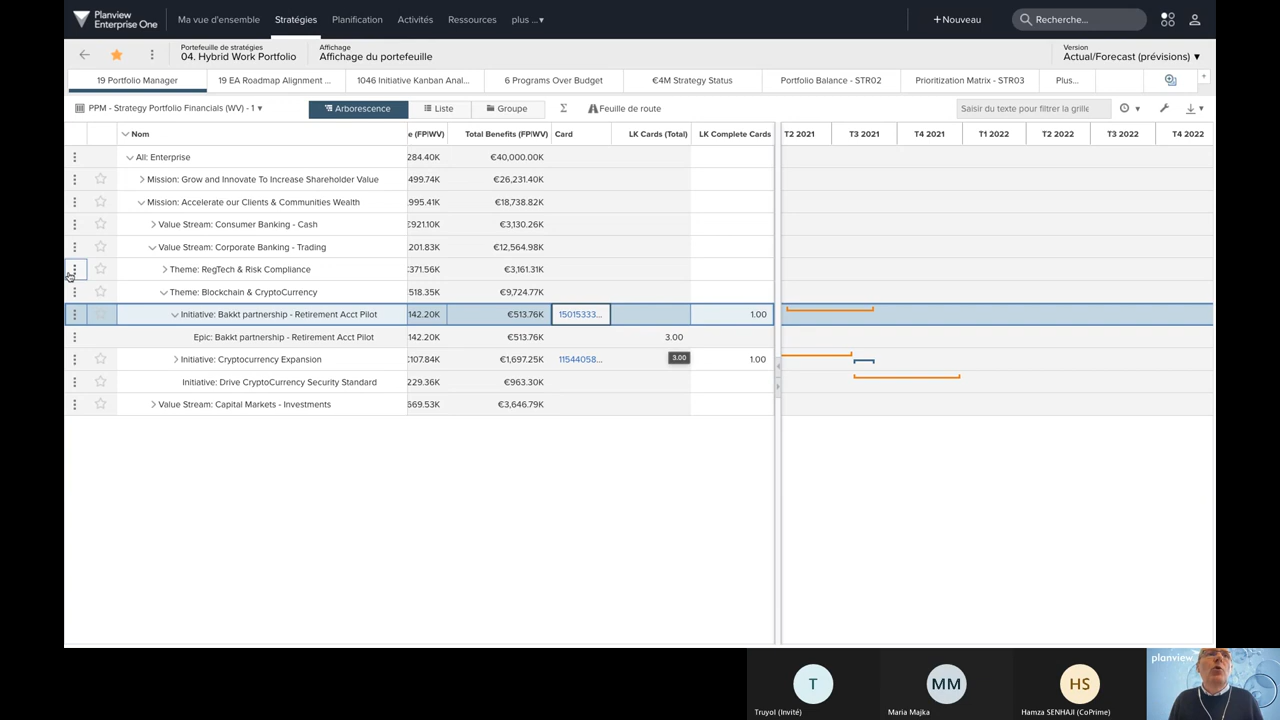 Planview Enterprise One
Ma vue d'ensemble Stratégies Planification Activités Ressources plus ... ▾
+Nouveau
Recherche...
Portefeuille de stratégies
04. Hybrid Work Portfolio
Affichage
Affichage du portefeuille
Version
Actual/Forecast (prévisions) ▾
19 Portfolio Manager
19 EA Roadmap Alignment ...
1046 Initiative Kanban Anal...
6 Programs Over Budget
€4M Strategy Status
Portfolio Balance - STR02
Prioritization Matrix - STR03
Plus...
PPM - Strategy Portfolio Financials (WV) - 1 ▾
Arborescence
Liste
Groupe
Σ
Feuille de route
Saisir du texte pour filtrer la grille
Nom e (FP|WV) Total Benefits (FP|WV) Card LK Cards (Total) LK Complete Cards T2 2021 T3 2021 T4 2021 T1 2022 T2 2022 T3 2022 T4 2022
All: Enterprise 284.40K €40,000.00K
Mission: Grow and Innovate To Increase Shareholder Value 499.74K €26,231.40K
Mission: Accelerate our Clients & Communities Wealth 995.41K €18,738.82K
Value Stream: Consumer Banking - Cash €921.10K €3,130.26K
Value Stream: Corporate Banking - Trading 201.83K €12,564.98K
Theme: RegTech & Risk Compliance 371.56K €3,161.31K
Theme: Blockchain & CryptoCurrency 518.35K €9,724.77K
Initiative: Bakkt partnership - Retirement Acct Pilot 142.20K €513.76K 15015333... 1.00
Epic: Bakkt partnership - Retirement Acct Pilot 142.20K €513.76K 3.00
3.00
Initiative: Cryptocurrency Expansion €107.84K €1,697.25K 11544058... 1.00
Initiative: Drive CryptoCurrency Security Standard 229.36K €963.30K
Value Stream: Capital Markets - Investments 669.53K €3,646.79K
T
Truyol (Invité)
MM
Maria Majka
HS
Hamza SENHAJI (CoPrime)
planview